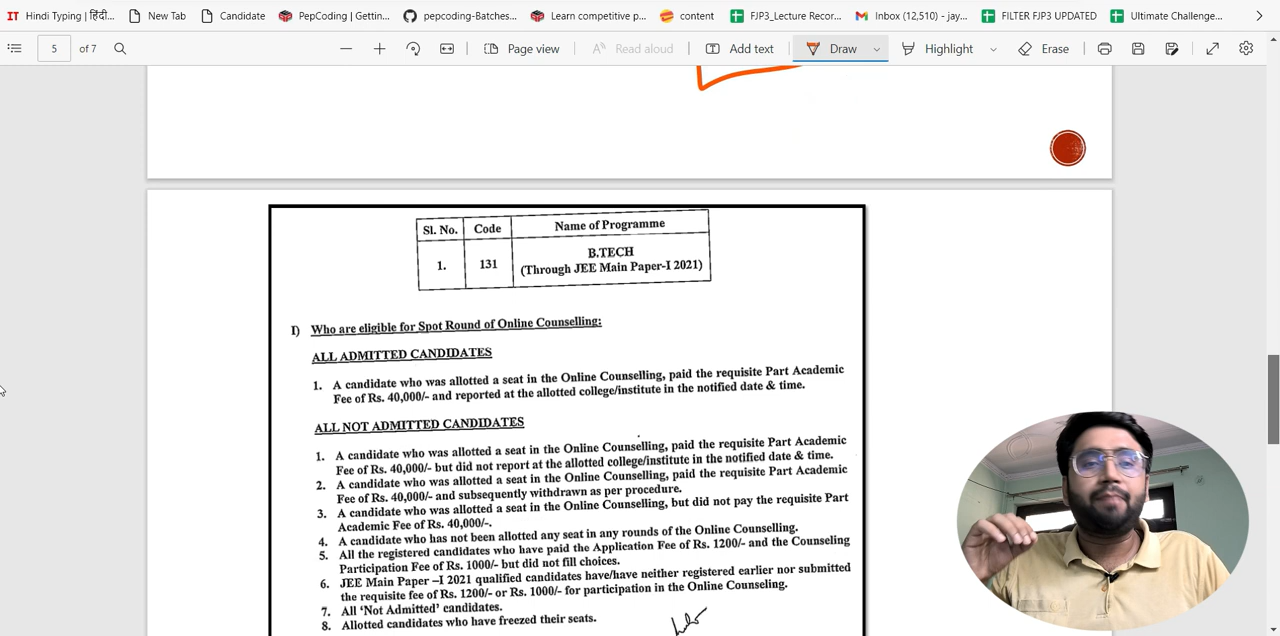 Hindi Typing | हिंदी...
New Tab
Candidate
PepCoding | Gettin...
pepcoding-Batches...
Learn competitive p...
content
FJP3_Lecture Recor...
Inbox (12,510) - jay...
FILTER FJP3 UPDATED
Ultimate Challenge...
5 of 7
Page view
Read aloud
Add text
Draw
Highlight
Erase
Sl. No. Code Name of Programme
1. 131 B.TECH
(Through JEE Main Paper-I 2021)
I) Who are eligible for Spot Round of Online Counselling:
ALL ADMITTED CANDIDATES
1. A candidate who was allotted a seat in the Online Counselling, paid the requisite Part Academic
Fee of Rs. 40,000/- and reported at the allotted college/institute in the notified date & time.
ALL NOT ADMITTED CANDIDATES
1. A candidate who was allotted a seat in the Online Counselling, paid the requisite Part Academic
Fee of Rs. 40,000/- but did not report at the allotted college/institute in the notified date & time.
2. A candidate who was allotted a seat in the Online Counselling, paid the requisite Part Academic
Fee of Rs. 40,000/- and subsequently withdrawn as per procedure.
3. A candidate who was allotted a seat in the Online Counselling, but did not pay the requisite Part
Academic Fee of Rs. 40,000/-.
4. A candidate who has not been allotted any seat in any rounds of the Online Counselling.
5. All the registered candidates who have paid the Application Fee of Rs. 1200/- and the Counseling
Participation Fee of Rs. 1000/- but did not fill choices.
6. JEE Main Paper –I 2021 qualified candidates have/have neither registered earlier nor submitted
the requisite fee of Rs. 1200/- or Rs. 1000/- for participation in the Online Counseling.
7. All 'Not Admitted' candidates.
8. Allotted candidates who have freezed their seats.